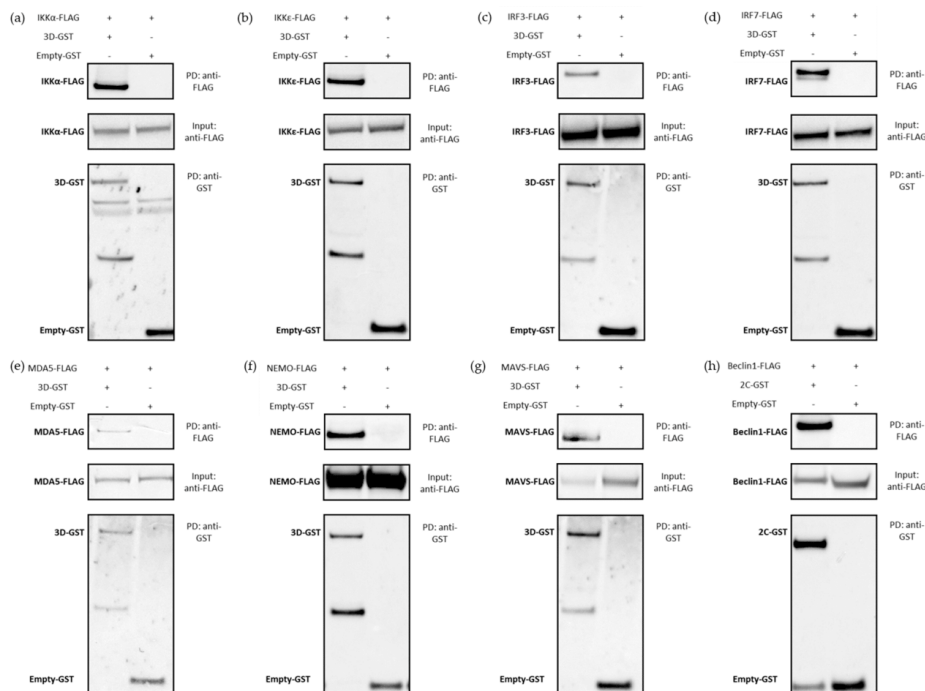 (a) IKKα-FLAG + +
3D-GST + -
Empty-GST - +
IKKα-FLAG PD: anti-FLAG
IKKα-FLAG Input: anti-FLAG
3D-GST PD: anti-GST
Empty-GST
(b) IKKε-FLAG + +
3D-GST + -
Empty-GST - +
IKKε-FLAG PD: anti-FLAG
IKKε-FLAG Input: anti-FLAG
3D-GST PD: anti-GST
Empty-GST
(c) IRF3-FLAG + +
3D-GST + -
Empty-GST - +
IRF3-FLAG PD: anti-FLAG
IRF3-FLAG Input: anti-FLAG
3D-GST PD: anti-GST
Empty-GST
(d) IRF7-FLAG + +
3D-GST + -
Empty-GST - +
IRF7-FLAG PD: anti-FLAG
IRF7-FLAG Input: anti-FLAG
3D-GST PD: anti-GST
Empty-GST
(e) MDA5-FLAG + +
3D-GST + -
Empty-GST - +
MDA5-FLAG PD: anti-FLAG
MDA5-FLAG Input: anti-FLAG
3D-GST PD: anti-GST
Empty-GST
(f) NEMO-FLAG + +
3D-GST + -
Empty-GST - +
NEMO-FLAG PD: anti-FLAG
NEMO-FLAG Input: anti-FLAG
3D-GST PD: anti-GST
Empty-GST
(g) MAVS-FLAG + +
3D-GST + -
Empty-GST - +
MAVS-FLAG PD: anti-FLAG
MAVS-FLAG Input: anti-FLAG
3D-GST PD: anti-GST
Empty-GST
(h) Beclin1-FLAG + +
2C-GST + -
Empty-GST - +
Beclin1-FLAG PD: anti-FLAG
Beclin1-FLAG Input: anti-FLAG
2C-GST PD: anti-GST
Empty-GST